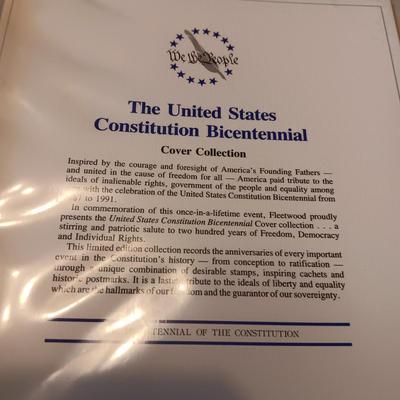 We the People
The United States
Constitution Bicentennial
Cover Collection
Inspired by the courage and foresight of America's Founding Fathers —
and united in the cause of freedom for all — America paid tribute to the
ideals of inalienable rights, government of the people and equality among
with the celebration of the United States Constitution Bicentennial from
to 1991.
In commemoration of this once-in-a-lifetime event, Fleetwood proudly
presents the United States Constitution Bicentennial Cover collection . . . a
stirring and patriotic salute to two hundred years of Freedom, Democracy
and Individual Rights.
This limited edition collection records the anniversaries of every important
event in the Constitution's history — from conception to ratification —
through a unique combination of desirable stamps, inspiring cachets and
historic postmarks. It is a lasting tribute to the ideals of liberty and equality
which are the hallmarks of our freedom and the guarantor of our sovereignty.
BICENTENNIAL OF THE CONSTITUTION